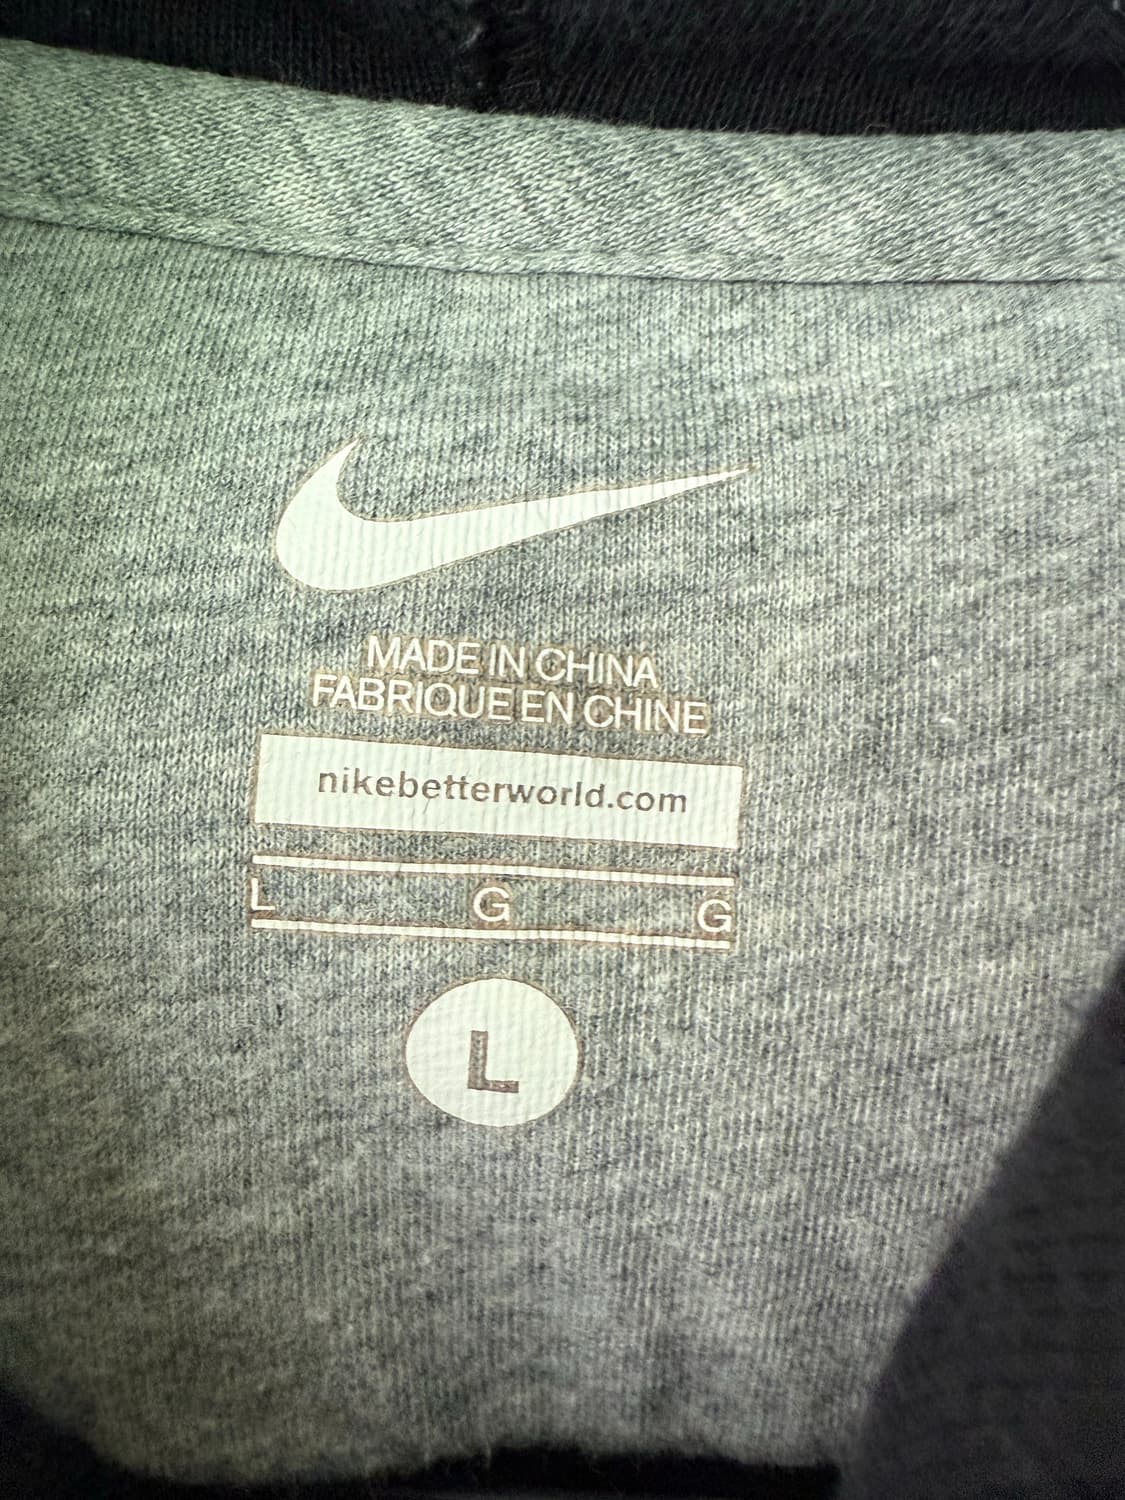 MADE IN CHINA
FABRIQUE EN CHINE
nikebetterworld.com
L G G
L